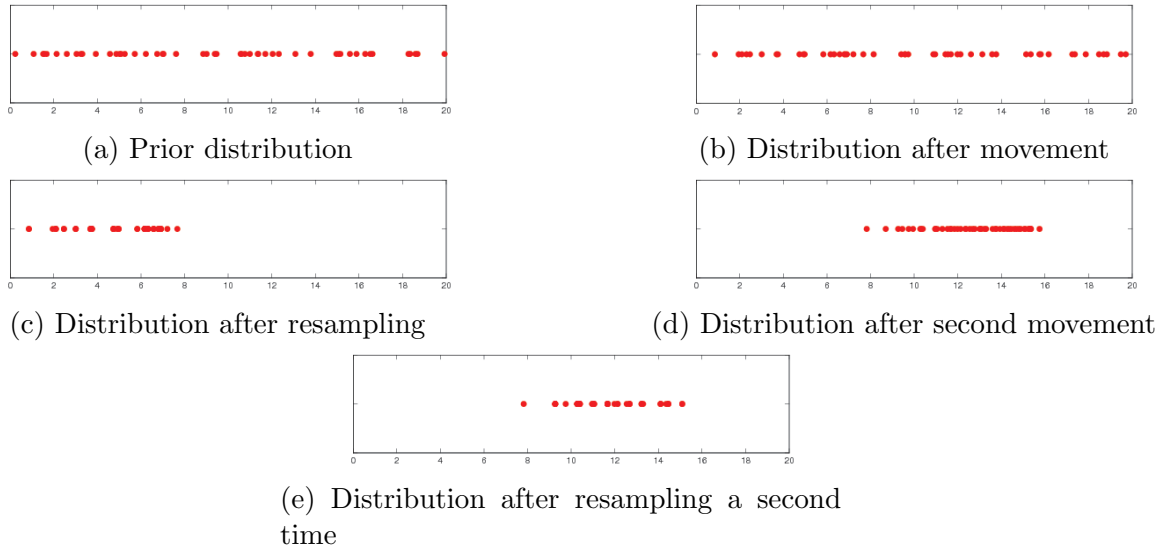 0 2 4 6 8 10 12 14 16 18 20
0 2 4 6 8 10 12 14 16 18 20
(a) Prior distribution
(b) Distribution after movement
0 2 4 6 8 10 12 14 16 18 20
0 2 4 6 8 10 12 14 16 18 20
(c) Distribution after resampling
(d) Distribution after second movement
0 2 4 6 8 10 12 14 16 18 20
(e) Distribution after resampling a second
time